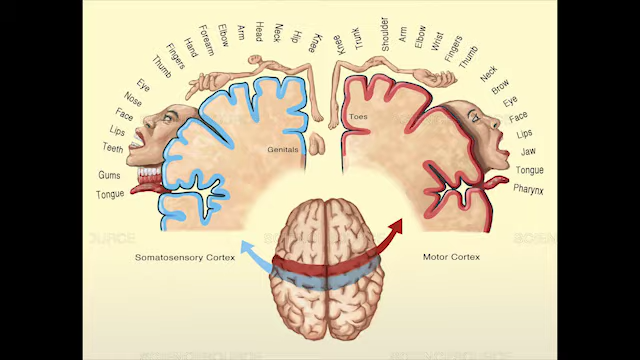 Tongue
Gums
Teeth
Lips
Face
Nose
Eye
Thumb
Fingers
Hand
Forearm
Elbow
Arm
Head
Neck
Hip
Knee
Genitals
Knee
Trunk
Shoulder
Arm
Elbow
Wrist
Fingers
Thumb
Neck
Brow
Eye
Face
Lips
Jaw
Tongue
Pharynx
Toes
Somatosensory Cortex
Motor Cortex